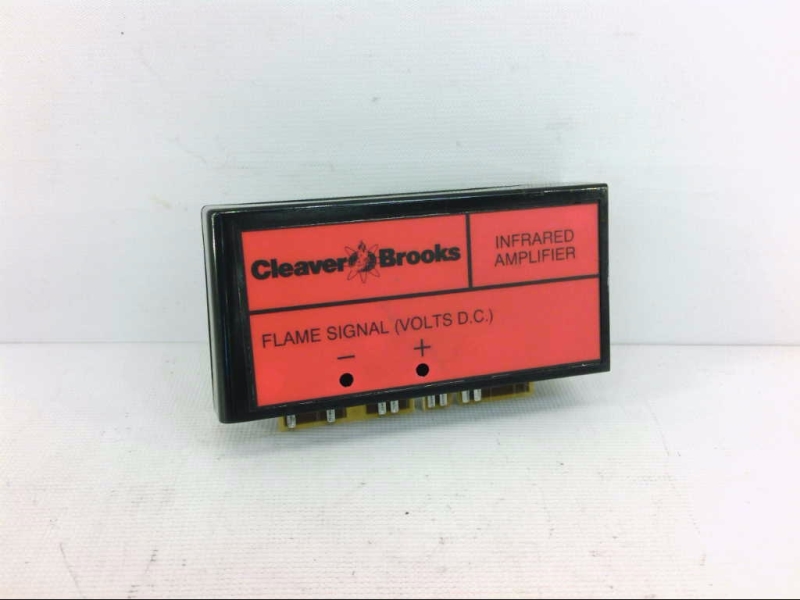 Cleaver Brooks
INFRARED
AMPLIFIER
FLAME SIGNAL (VOLTS D.C.)
- +